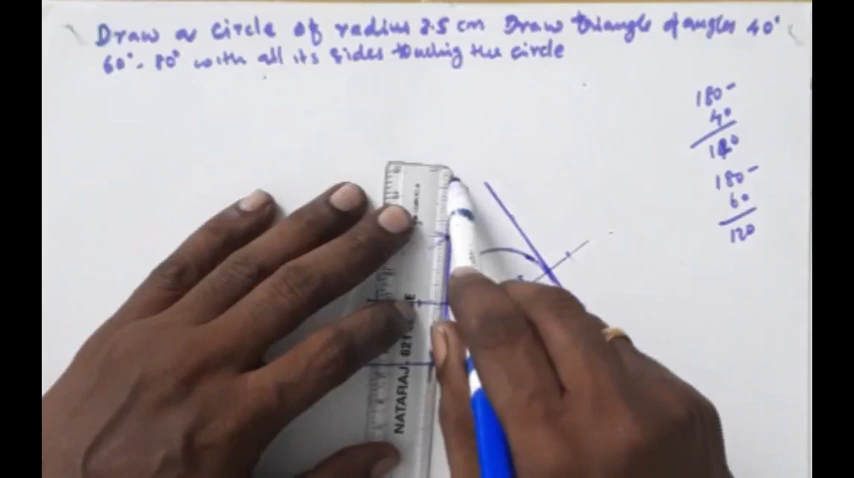 Draw a circle of radius 2.5 cm Draw triangle of angles 40°
60°- 80° with all its sides touching the circle
180-
40
140
180-
60
120
NATARAJ. 621